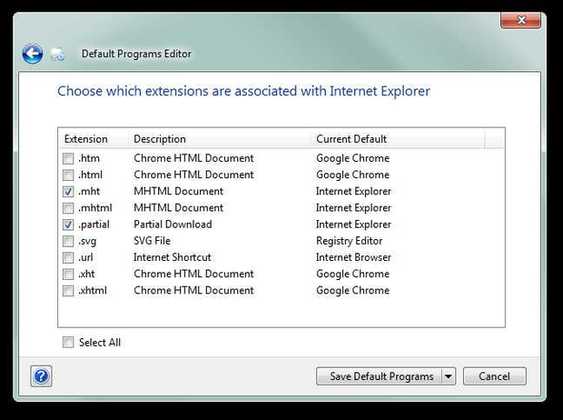 Default Programs Editor
Choose which extensions are associated with Internet Explorer
Extension Description Current Default
.htm Chrome HTML Document Google Chrome
.html Chrome HTML Document Google Chrome
.mht MHTML Document Internet Explorer
.mhtml MHTML Document Internet Explorer
.partial Partial Download Internet Explorer
.svg SVG File Registry Editor
.url Internet Shortcut Internet Browser
.xht Chrome HTML Document Google Chrome
.xhtml Chrome HTML Document Google Chrome
Select All
? Save Default Programs Cancel